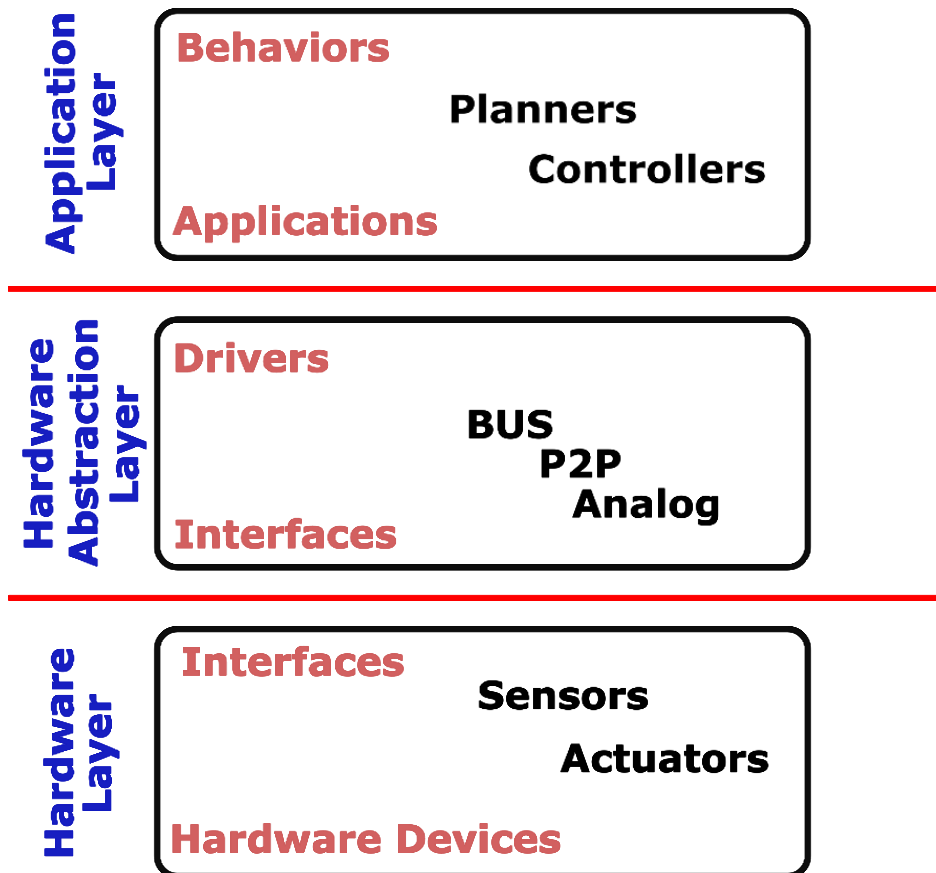 Application
Layer
Behaviors
Planners
Controllers
Applications
Hardware
Abstraction
Layer
Drivers
BUS
P2P
Analog
Interfaces
Hardware
Layer
Interfaces
Sensors
Actuators
Hardware Devices